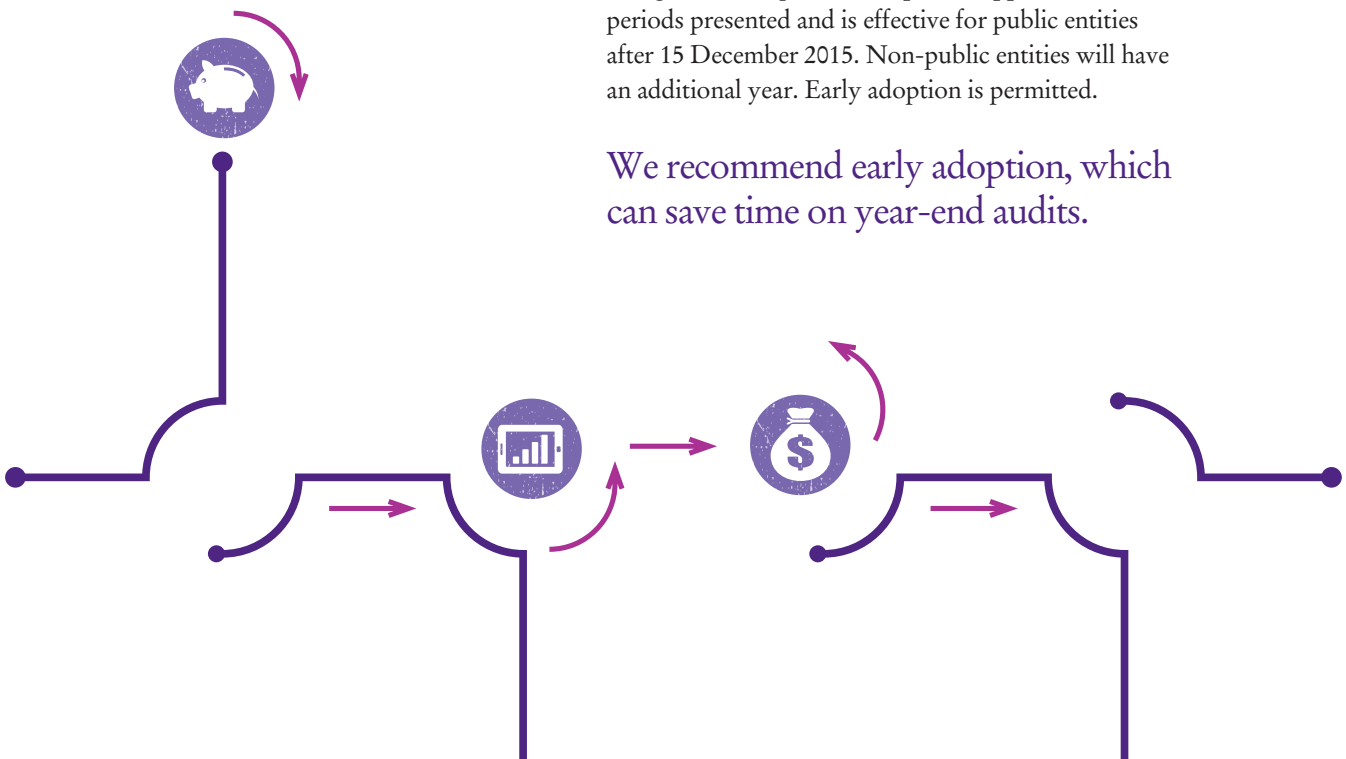 periods presented and is effective for public entities
after 15 December 2015. Non-public entities will have
an additional year. Early adoption is permitted.
We recommend early adoption, which
can save time on year-end audits.
$